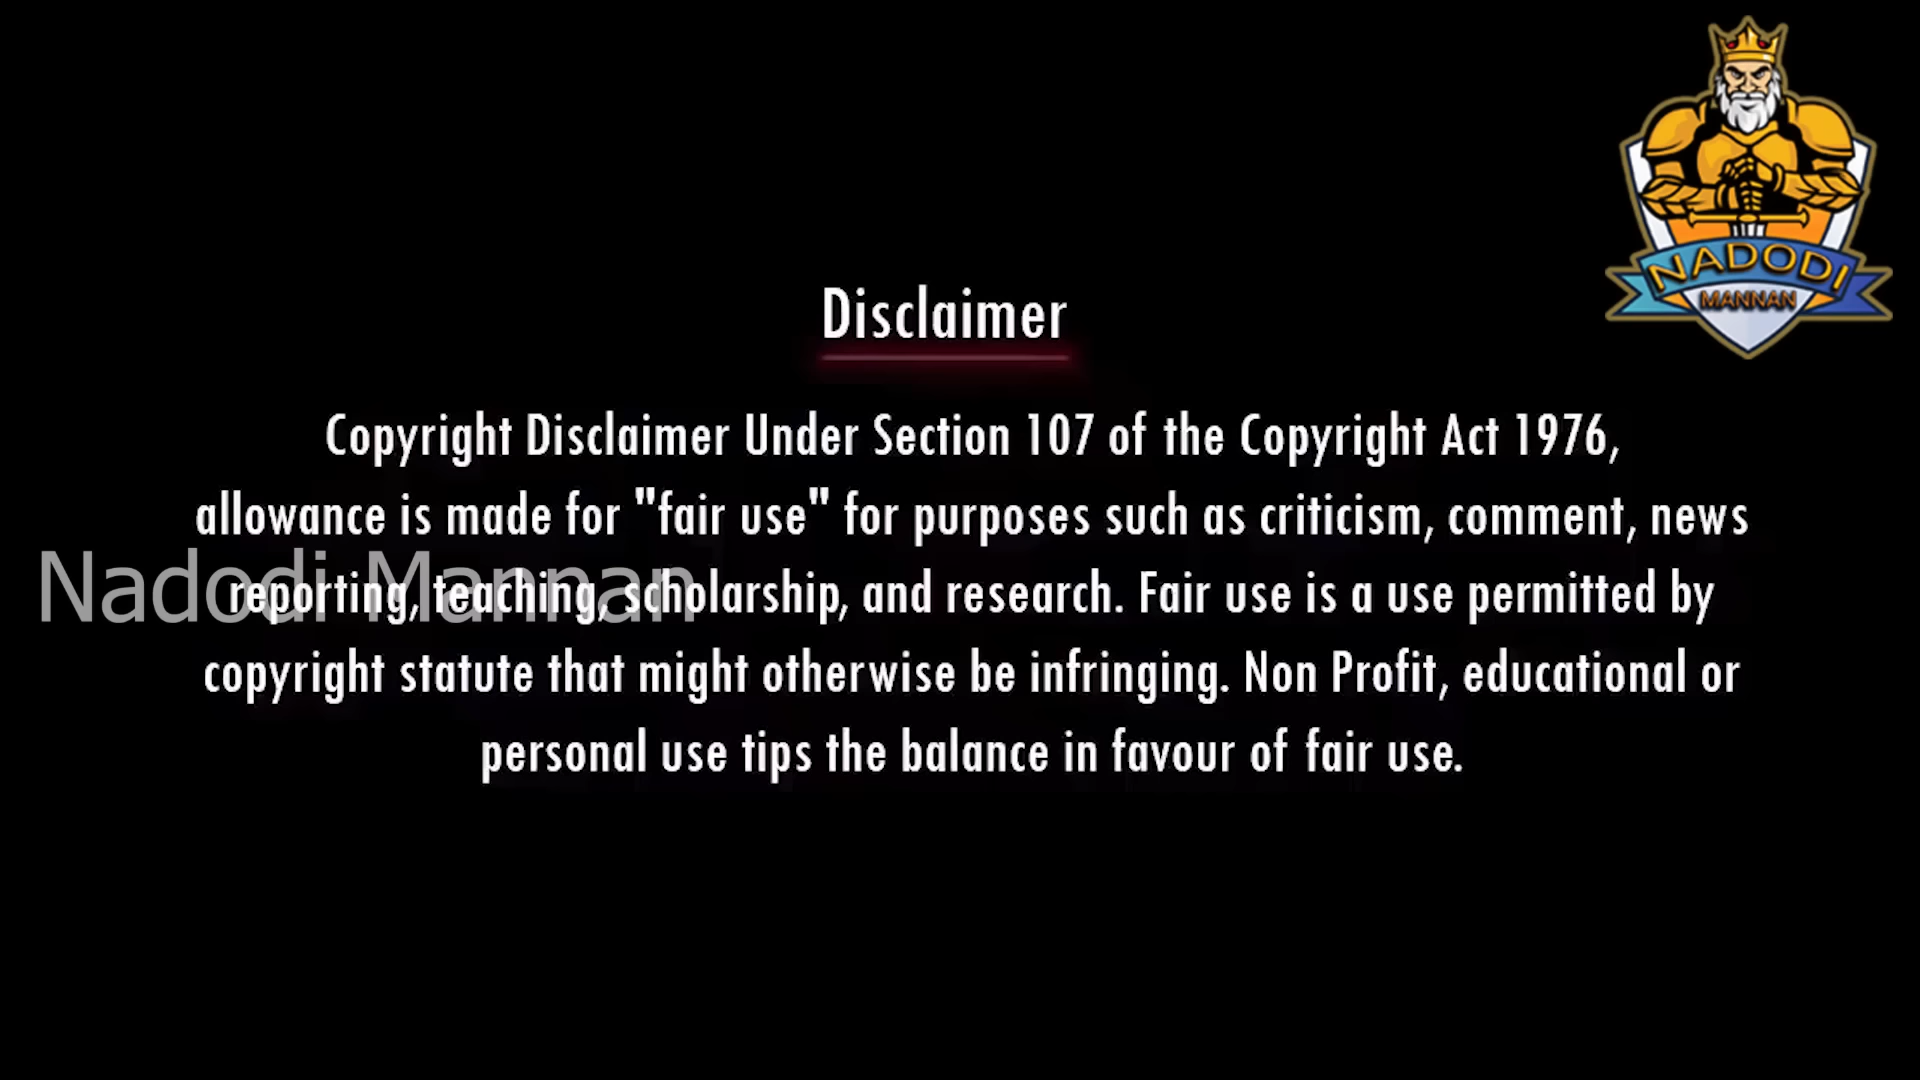 NADODI
MANNAN
Disclaimer
Copyright Disclaimer Under Section 107 of the Copyright Act 1976,
allowance is made for "fair use" for purposes such as criticism, comment, news
reporting, teaching, scholarship, and research. Fair use is a use permitted by
copyright statute that might otherwise be infringing. Non Profit, educational or
personal use tips the balance in favour of fair use.
Nadodi Mannan